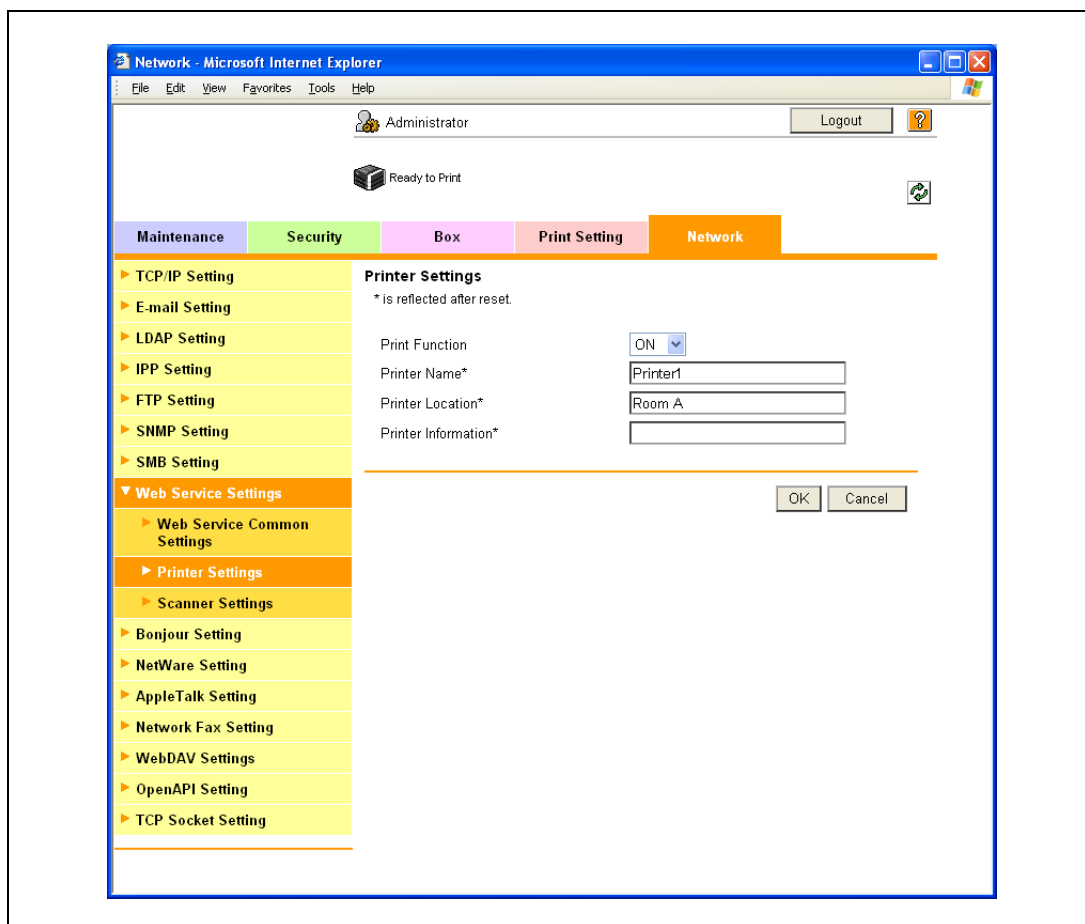 Network - Microsoft Internet Explorer
File Edit View Favorites Tools Help
Administrator
Logout
?
Ready to Print
Maintenance Security Box Print Setting Network
TCP/IP Setting
E-mail Setting
LDAP Setting
IPP Setting
FTP Setting
SNMP Setting
SMB Setting
Web Service Settings
Web Service Common
Settings
Printer Settings
Scanner Settings
Bonjour Setting
NetWare Setting
AppleTalk Setting
Network Fax Setting
WebDAV Settings
OpenAPI Setting
TCP Socket Setting
Printer Settings
* is reflected after reset.
Print Function ON
Printer Name* Printer1
Printer Location* Room A
Printer Information*
OK Cancel